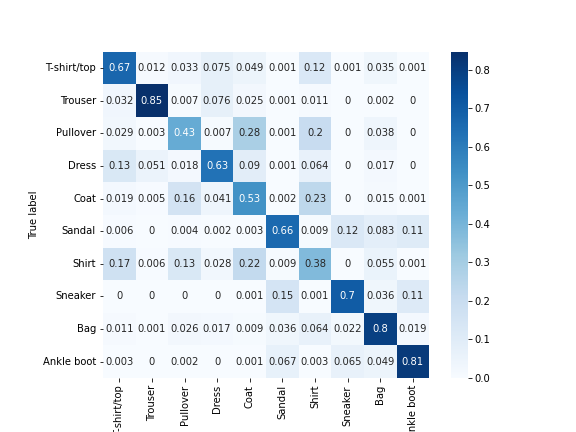 T-shirt/top 0.67 0.012 0.033 0.075 0.049 0.001 0.12 0.001 0.035 0.001
Trouser 0.032 0.85 0.007 0.076 0.025 0.001 0.011 0 0.002 0
Pullover 0.029 0.003 0.43 0.007 0.28 0.001 0.2 0 0.038 0
Dress 0.13 0.051 0.018 0.63 0.09 0.001 0.064 0 0.017 0
Coat 0.019 0.005 0.16 0.041 0.53 0.002 0.23 0 0.015 0.001
Sandal 0.006 0 0.004 0.002 0.003 0.66 0.009 0.12 0.083 0.11
Shirt 0.17 0.006 0.13 0.028 0.22 0.009 0.38 0 0.055 0.001
Sneaker 0 0 0 0 0.001 0.15 0.001 0.7 0.036 0.11
Bag 0.011 0.001 0.026 0.017 0.009 0.036 0.064 0.022 0.8 0.019
Ankle boot 0.003 0 0.002 0 0.001 0.067 0.003 0.065 0.049 0.81
True label
-shirt/top Trouser Pullover Dress Coat Sandal Shirt Sneaker Bag nkle boot
0.8
0.7
0.6
0.5
0.4
0.3
0.2
0.1
0.0